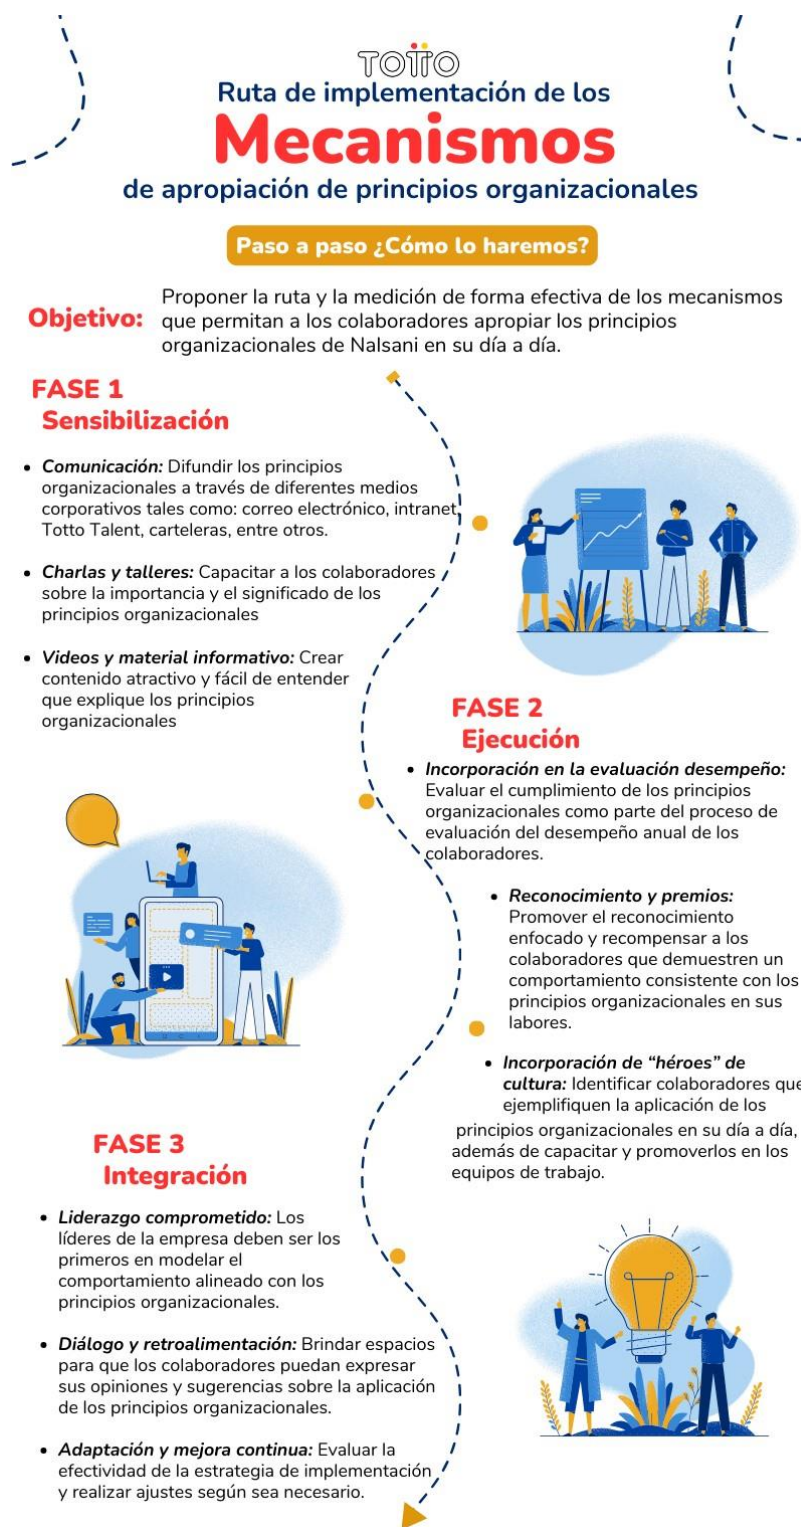 TOTTO
Ruta de implementación de los
Mecanismos
de apropiación de principios organizacionales
Paso a paso ¿Cómo lo haremos?
Objetivo:
Proponer la ruta y la medición de forma efectiva de los mecanismos
que permitan a los colaboradores apropiar los principios
organizacionales de Nalsani en su día a día.
FASE 1
Sensibilización
• Comunicación: Difundir los principios
organizacionales a través de diferentes medios
corporativos tales como: correo electrónico, intranet,
Totto Talent, carteleras, entre otros.
• Charlas y talleres: Capacitar a los colaboradores
sobre la importancia y el significado de los
principios organizacionales
• Videos y material informativo: Crear
contenido atractivo y fácil de entender
que explique los principios
organizacionales
FASE 2
Ejecución
• Incorporación en la evaluación desempeño:
Evaluar el cumplimiento de los principios
organizacionales como parte del proceso de
evaluación del desempeño anual de los
colaboradores.
• Reconocimiento y premios:
Promover el reconocimiento
enfocado y recompensar a los
colaboradores que demuestren un
comportamiento consistente con los
principios organizacionales en sus
labores.
• Incorporación de “héroes” de
cultura: Identificar colaboradores que
ejemplifiquen la aplicación de los
principios organizacionales en su día a día,
además de capacitar y promoverlos en los
equipos de trabajo.
FASE 3
Integración
• Liderazgo comprometido: Los
líderes de la empresa deben ser los
primeros en modelar el
comportamiento alineado con los
principios organizacionales.
• Diálogo y retroalimentación: Brindar espacios
para que los colaboradores puedan expresar
sus opiniones y sugerencias sobre la aplicación
de los principios organizacionales.
• Adaptación y mejora continua: Evaluar la
efectividad de la estrategia de implementación
y realizar ajustes según sea necesario.